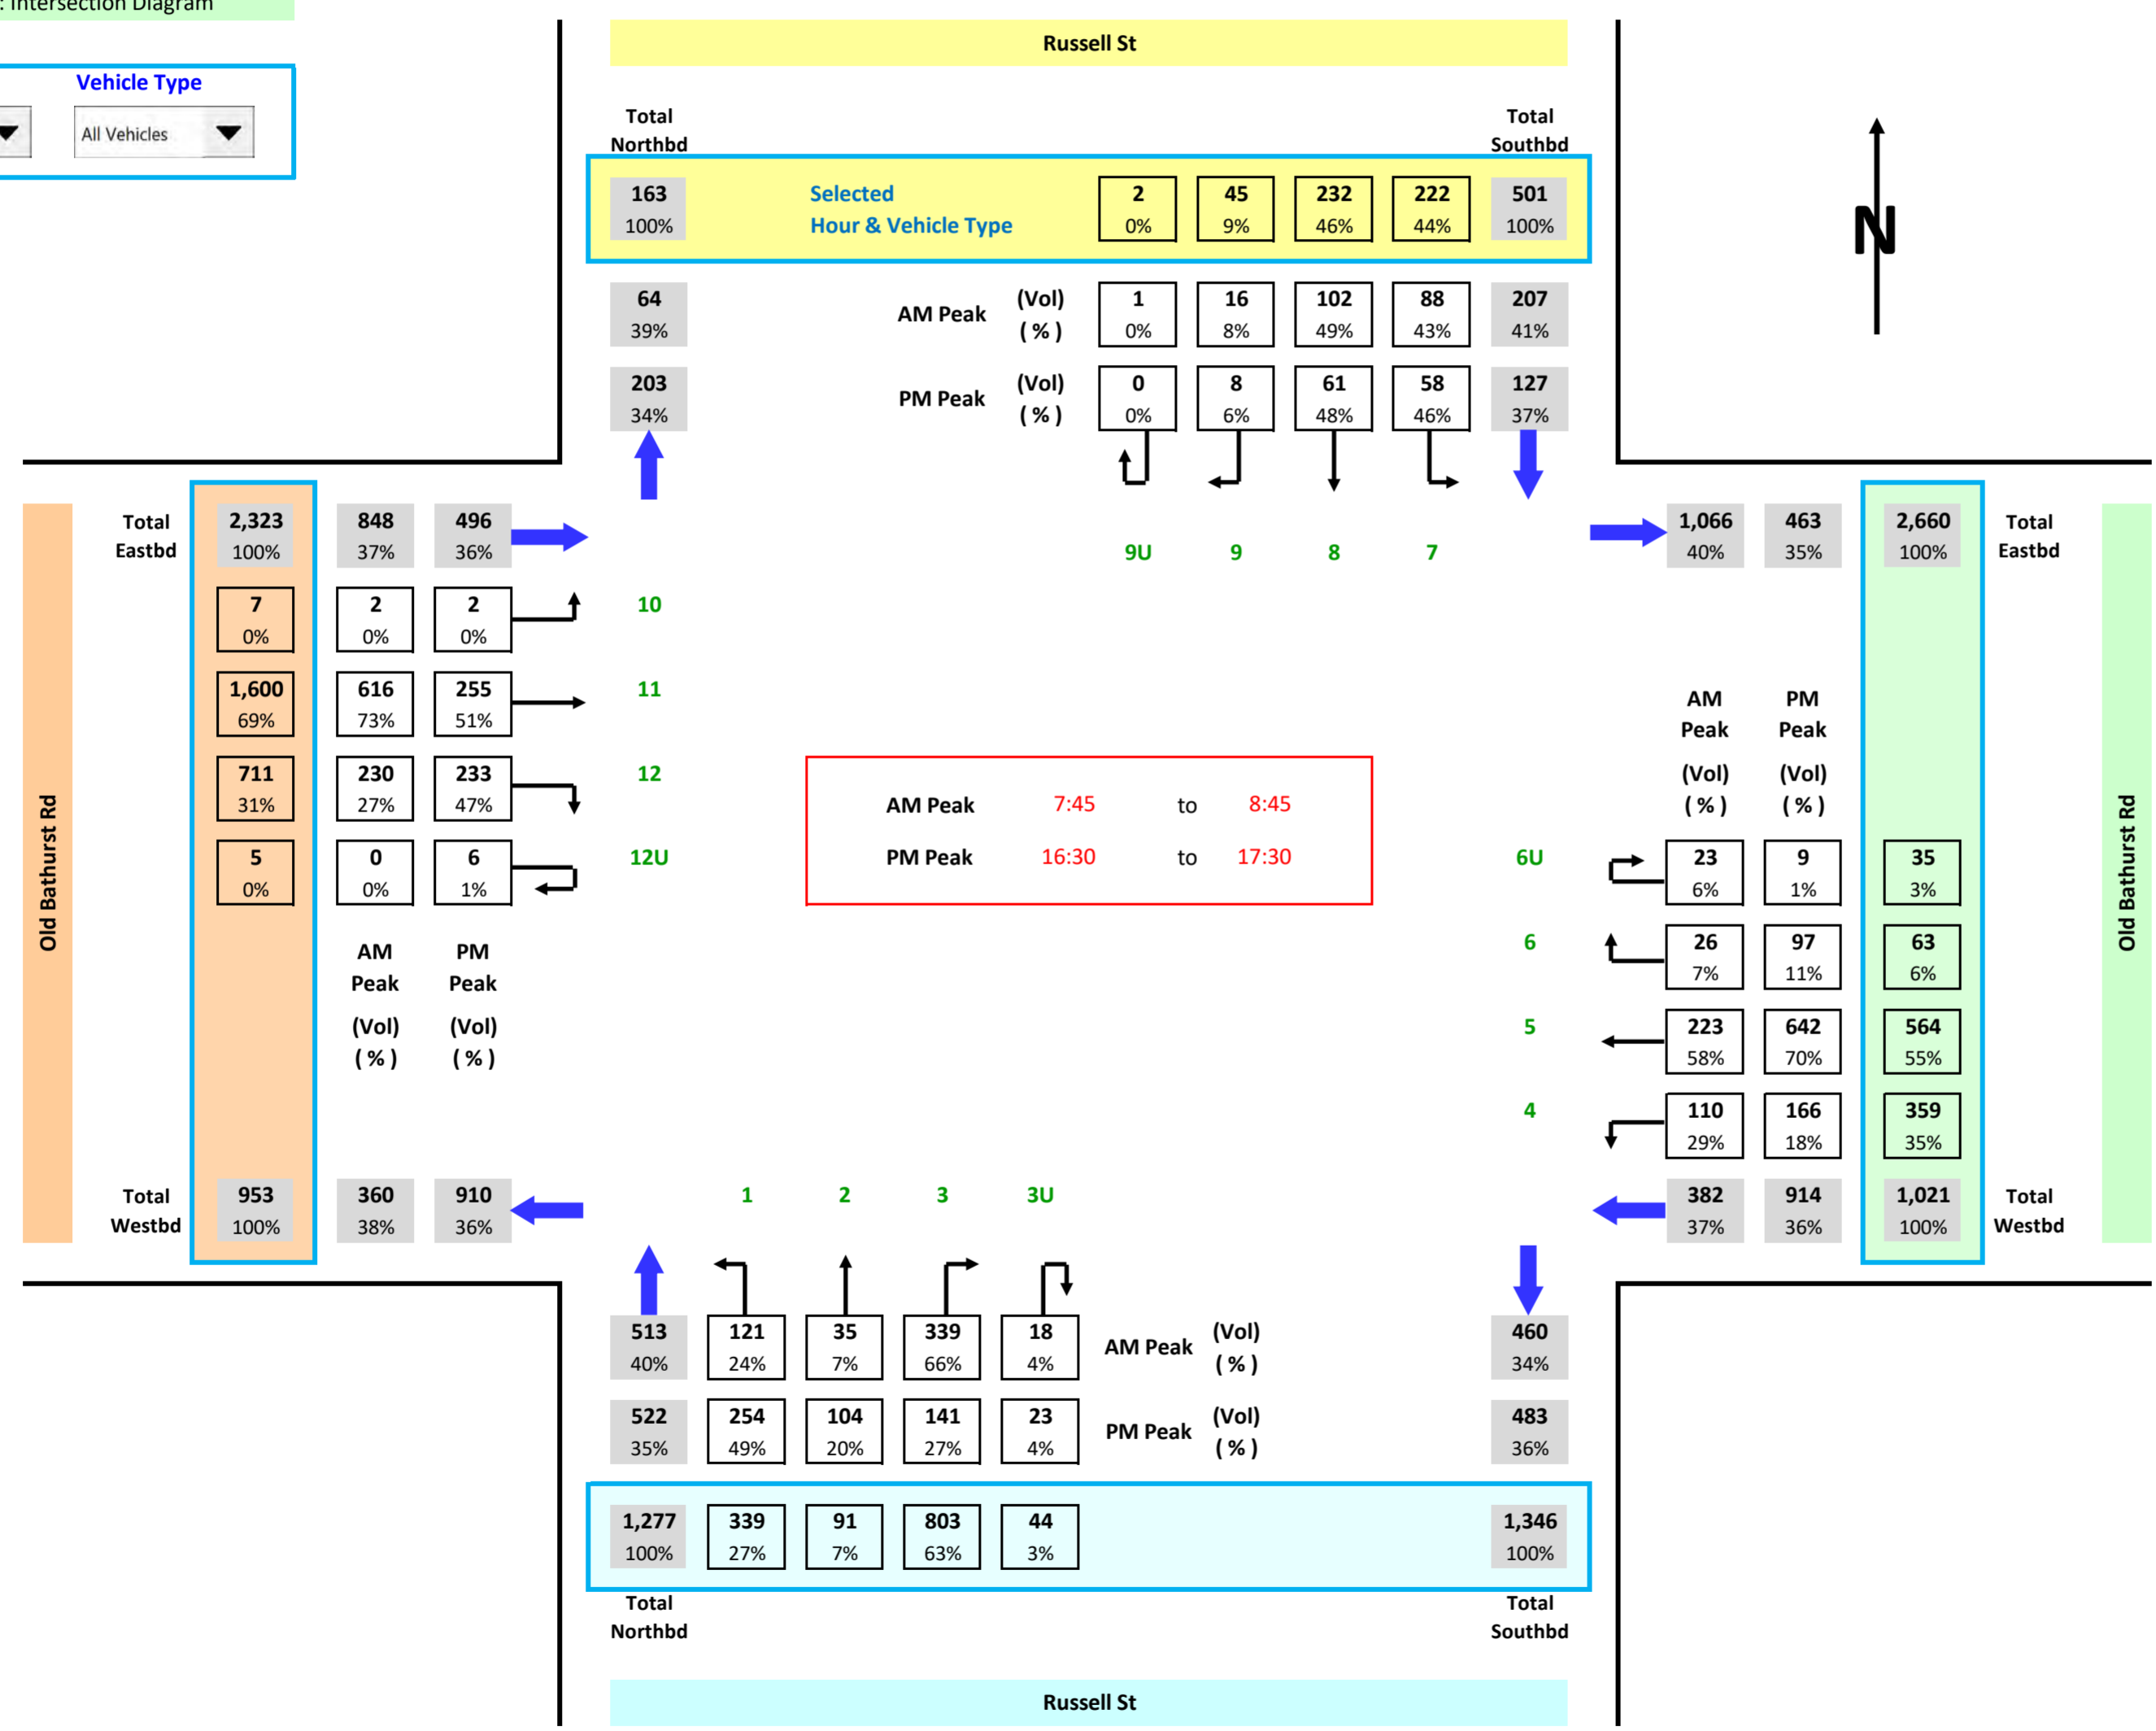 : Intersection Diagram
Vehicle Type
All Vehicles
Russell St
Total Total
Northbd Southbd
163 Selected 2 45 232 222 501
100% Hour & Vehicle Type 0% 9% 46% 44% 100%
64 AM Peak (Vol) 1 16 102 88 207
39% ( % ) 0% 8% 49% 43% 41%
203 PM Peak (Vol) 0 8 61 58 127
34% ( % ) 0% 6% 48% 46% 37%
N
Total 2,323 848 496 1,066 463 2,660 Total
Eastbd 100% 37% 36% 9U 9 8 7 40% 35% 100% Eastbd
7 2 2 10
0% 0% 0%
1,600 616 255 11 AM PM
69% 73% 51% Peak Peak
711 230 233 12 (Vol) (Vol)
31% 27% 47% ( % ) ( % )
AM Peak 7:45 to 8:45
5 0 6 12U PM Peak 16:30 to 17:30 6U 23 9 35
0% 0% 1% 6% 1% 3%
Old Bathurst Rd
Old Bathurst Rd
AM PM 6 26 97 63
Peak Peak 7% 11% 6%
(Vol) (Vol) 5 223 642 564
( % ) ( % ) 58% 70% 55%
4 110 166 359
29% 18% 35%
Total 953 360 910 1 2 3 3U 382 914 1,021 Total
Westbd 100% 38% 36% 37% 36% 100% Westbd
513 121 35 339 18 AM Peak (Vol) 460
40% 24% 7% 66% 4% ( % ) 34%
522 254 104 141 23 PM Peak (Vol) 483
35% 49% 20% 27% 4% ( % ) 36%
1,277 339 91 803 44 1,346
100% 27% 7% 63% 3% 100%
Total Total
Northbd Southbd
Russell St